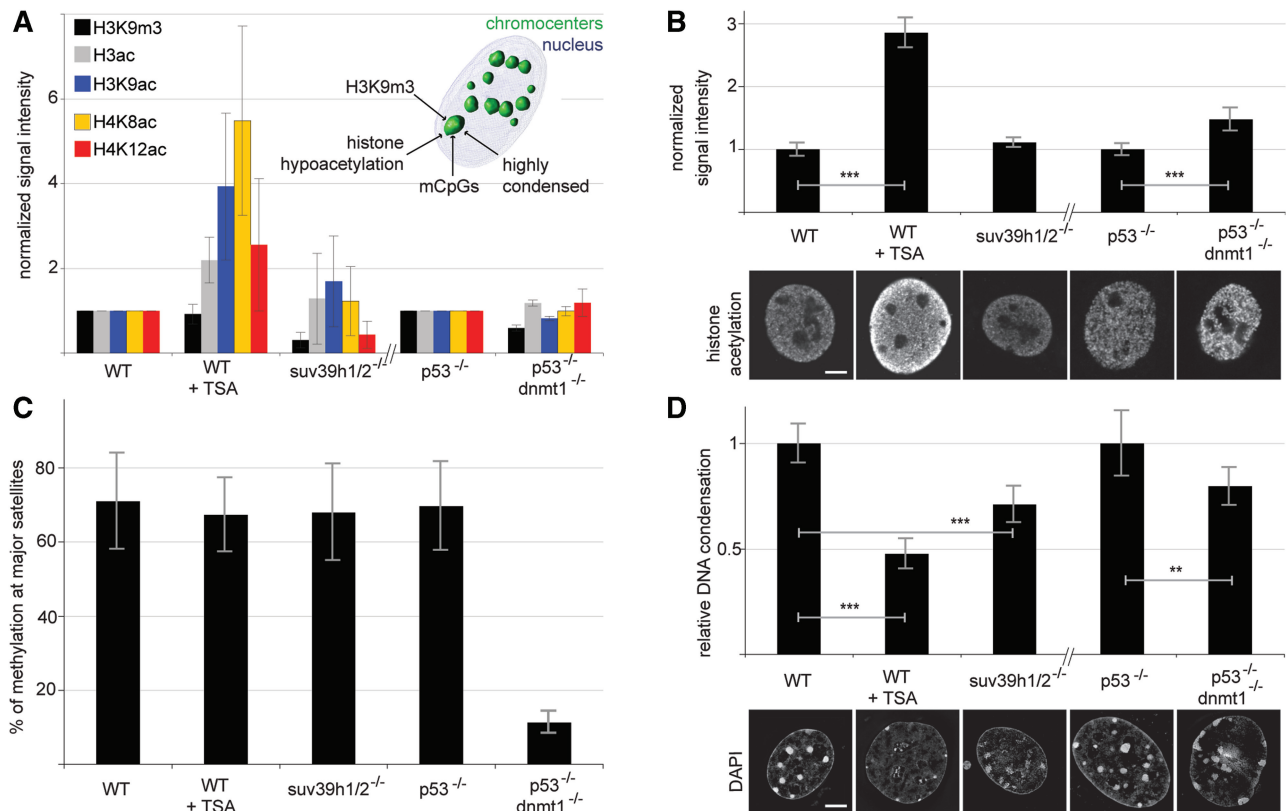 A
H3K9m3
H3ac
H3K9ac
H4K8ac
H4K12ac
normalized signal intensity
6
4
2
chromocenters
nucleus
H3K9m3
histone
hypoacetylation
mCpGs
highly
condensed
WT
WT
+ TSA
suv39h1/2-/-
p53 -/-
p53 -/-
dnmt1 -/-
B
normalized
signal intensity
3
2
1
***
***
WT
WT
+ TSA
suv39h1/2-/-
p53 -/-
p53 -/-
dnmt1 -/-
histone
acetylation
C
% of methylation at major satellites
80
60
40
20
WT
WT
+ TSA
suv39h1/2-/-
p53 -/-
p53 -/-
dnmt1 -/-
D
relative DNA condensation
1
0.5
***
***
**
WT
WT
+ TSA
suv39h1/2 -/-
p53 -/-
p53 -/-
dnmt1 -/-
DAPI